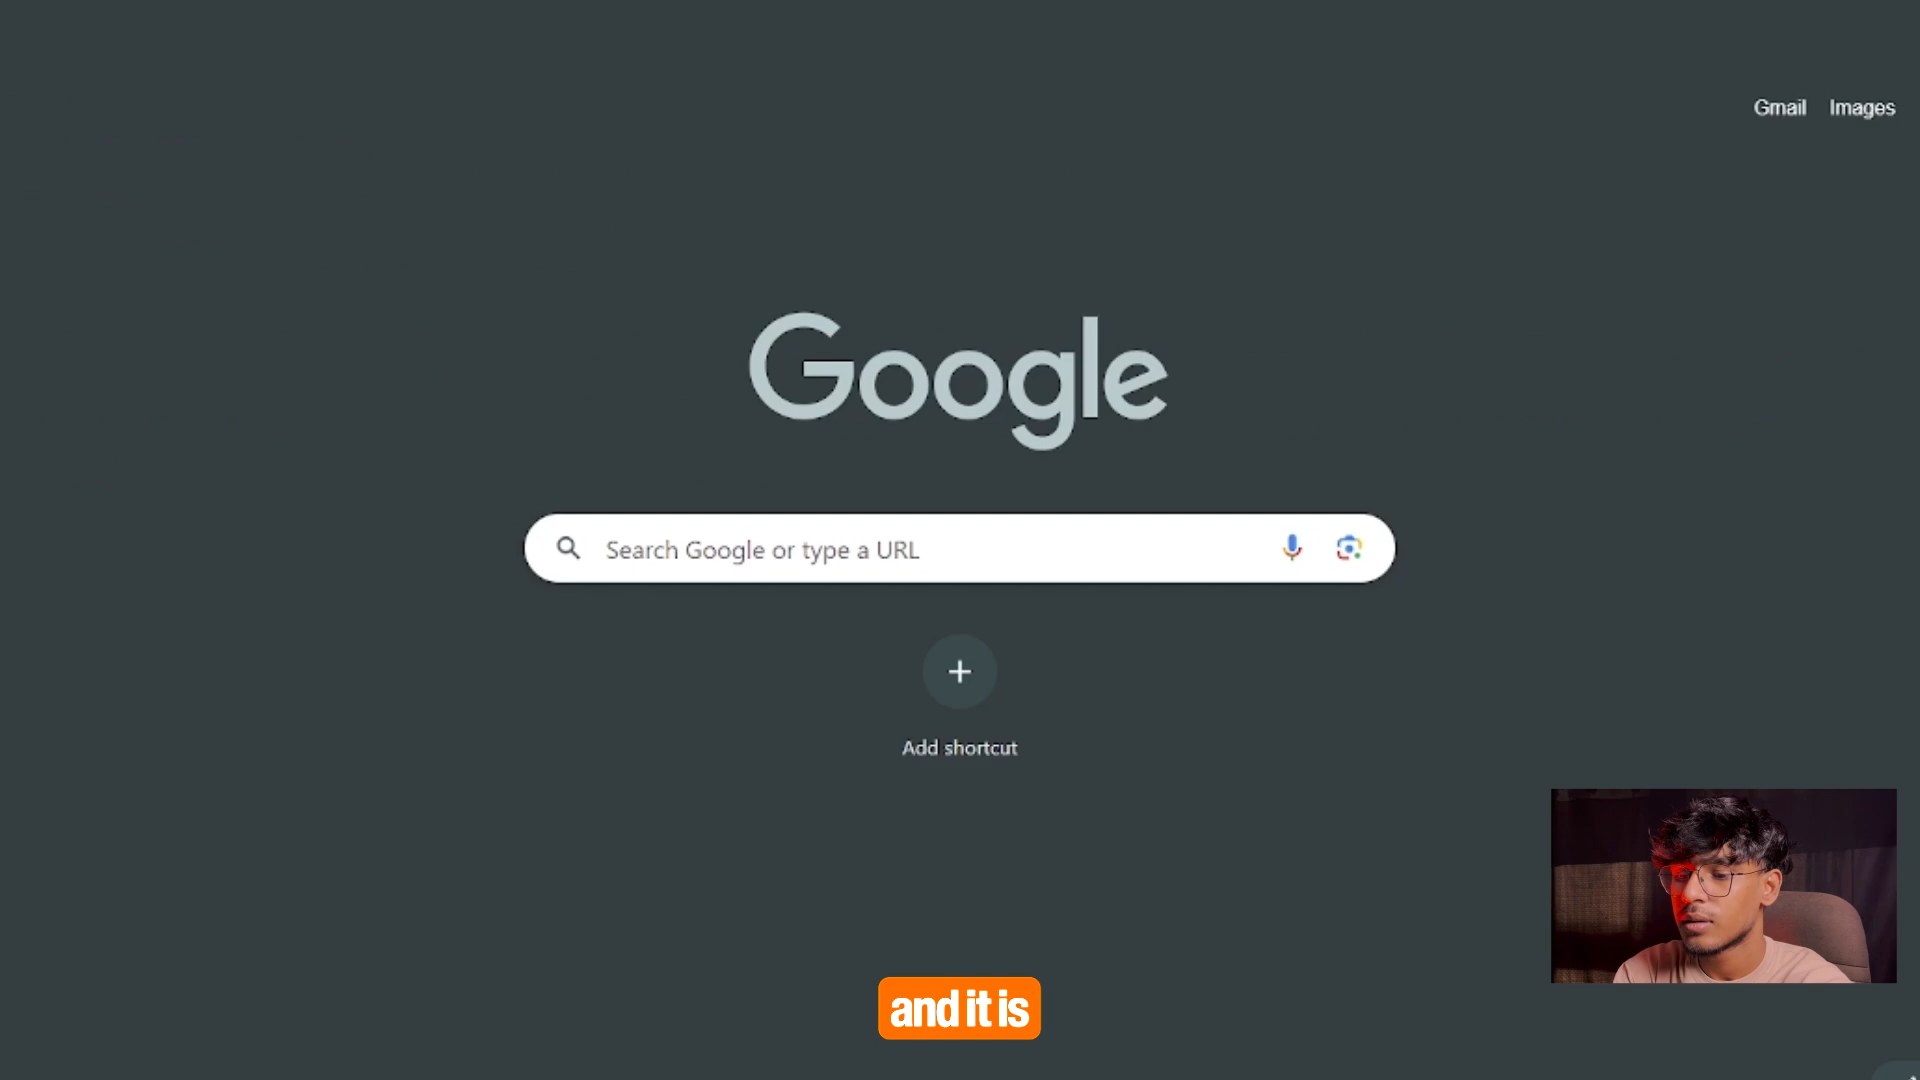 Gmail Images
Google
Search Google or type a URL
Add shortcut
and it is